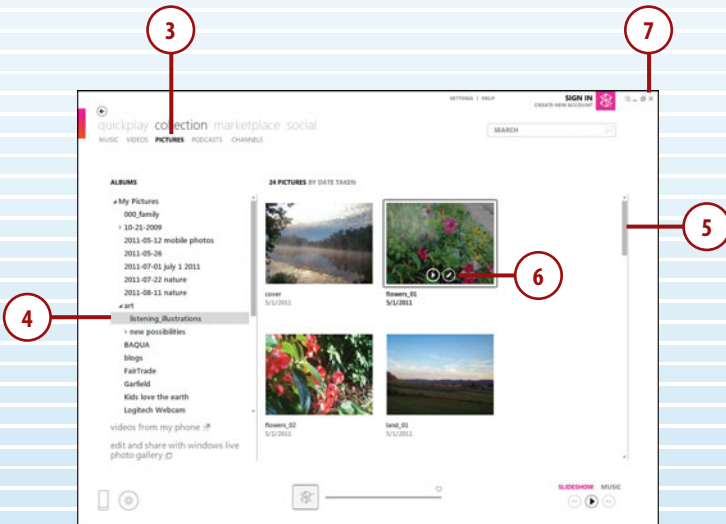 3
7
SETTINGS | HELP
SIGN IN
CREATE NEW ACCOUNT
quickplay collection marketplace social
MUSIC VIDEOS PICTURES PODCASTS CHANNELS
SEARCH
ALBUMS
24 PICTURES BY DATE TAKEN
My Pictures
000_family
10-21-2009
2011-05-12 mobile photos
2011-05-26
2011-07-01 july 1 2011
2011-07-22 nature
2011-08-11 nature
art
listening_illustrations
new possibilities
BAQUA
blogs
FairTrade
Garfield
Kids love the earth
Logitech Webcam
videos from my phone
edit and share with windows live
photo gallery
cover
5/1/2011
flowers_01
5/1/2011
flowers_02
5/1/2011
land_01
5/1/2011
4
5
6
SLIDESHOW MUSIC